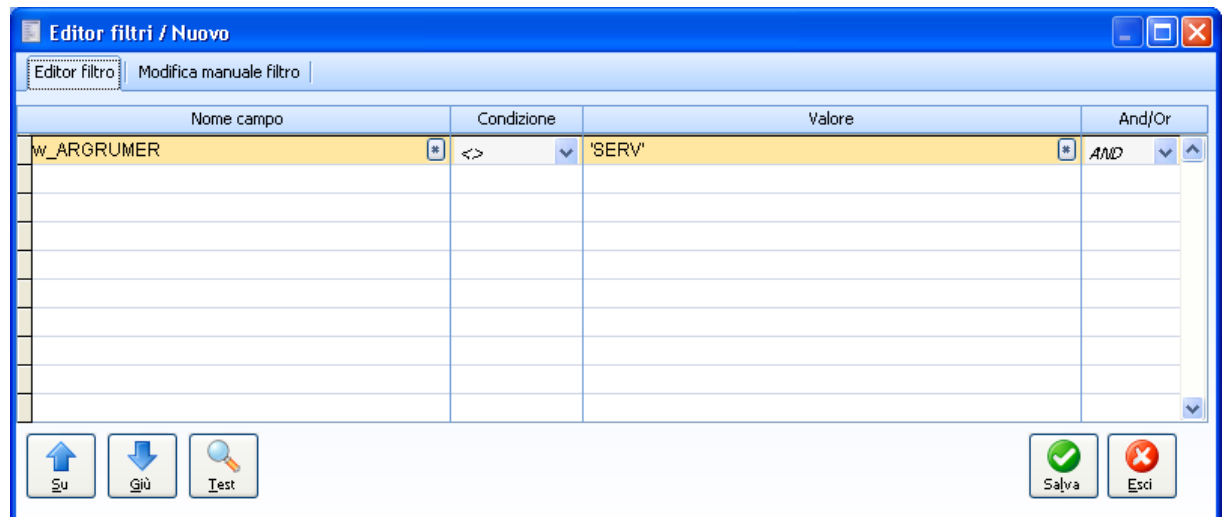 Editor filtri / Nuovo
Editor filtro Modifica manuale filtro
Nome campo Condizione Valore And/Or
w_ARGRUMER <> 'SERV' AND
Su Giù Test Salva Esci